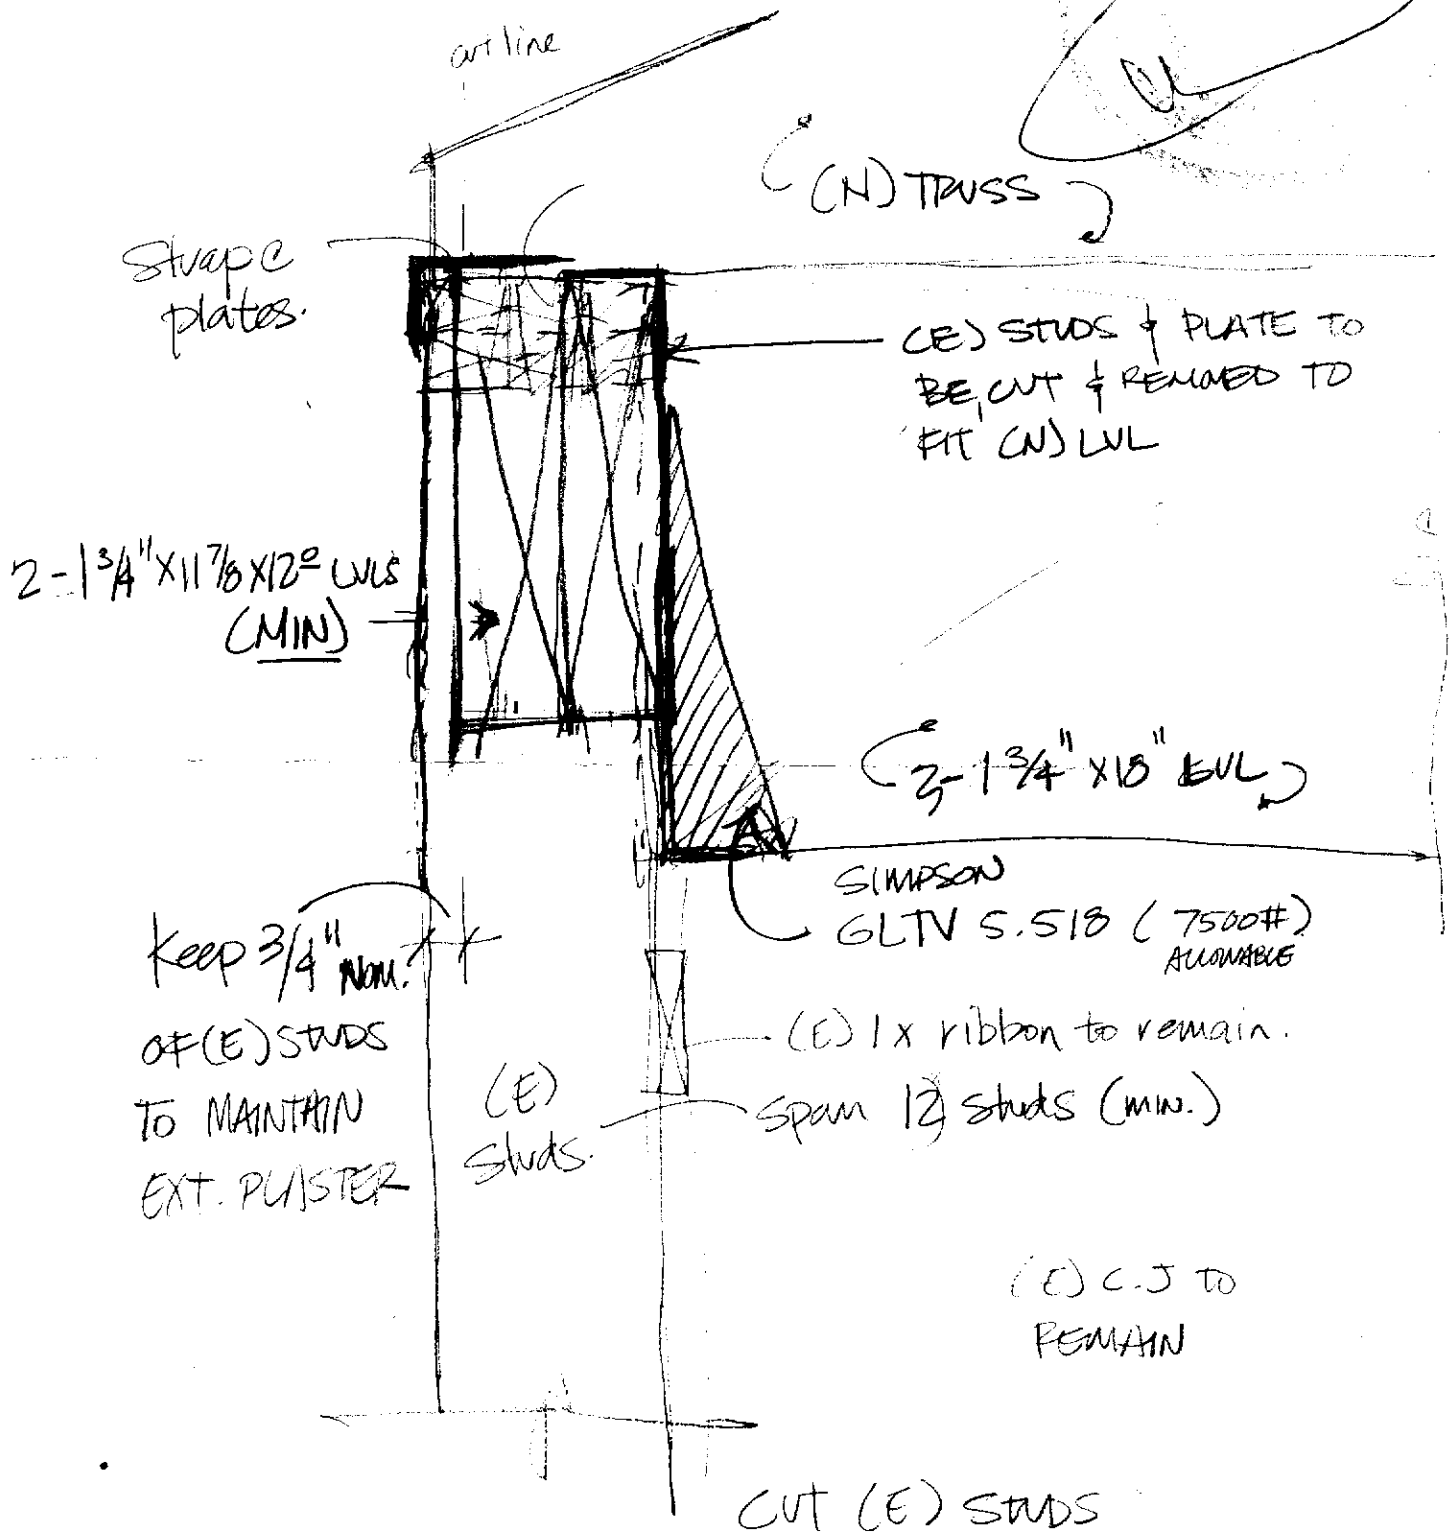 cut line
(N) TRUSS
Strap @
plates.
(E) STUDS & PLATE TO
BE CUT & REMOVED TO
FIT (N) LVL
2-1 3/4" X 11 7/8 X 12º LVLS
(MIN)
3-1 3/4" X 18" LVL
SIMPSON
GLTV 5.518 (7500#)
ALLOWABLE
Keep 3/4" NOM.
OF (E) STUDS
TO MAINTAIN
EXT. PLASTER
(E) 1x ribbon to remain.
(E)
Studs.
Span 12 studs (MIN.)
(E) C.J TO
REMAIN
CUT (E) STUDS